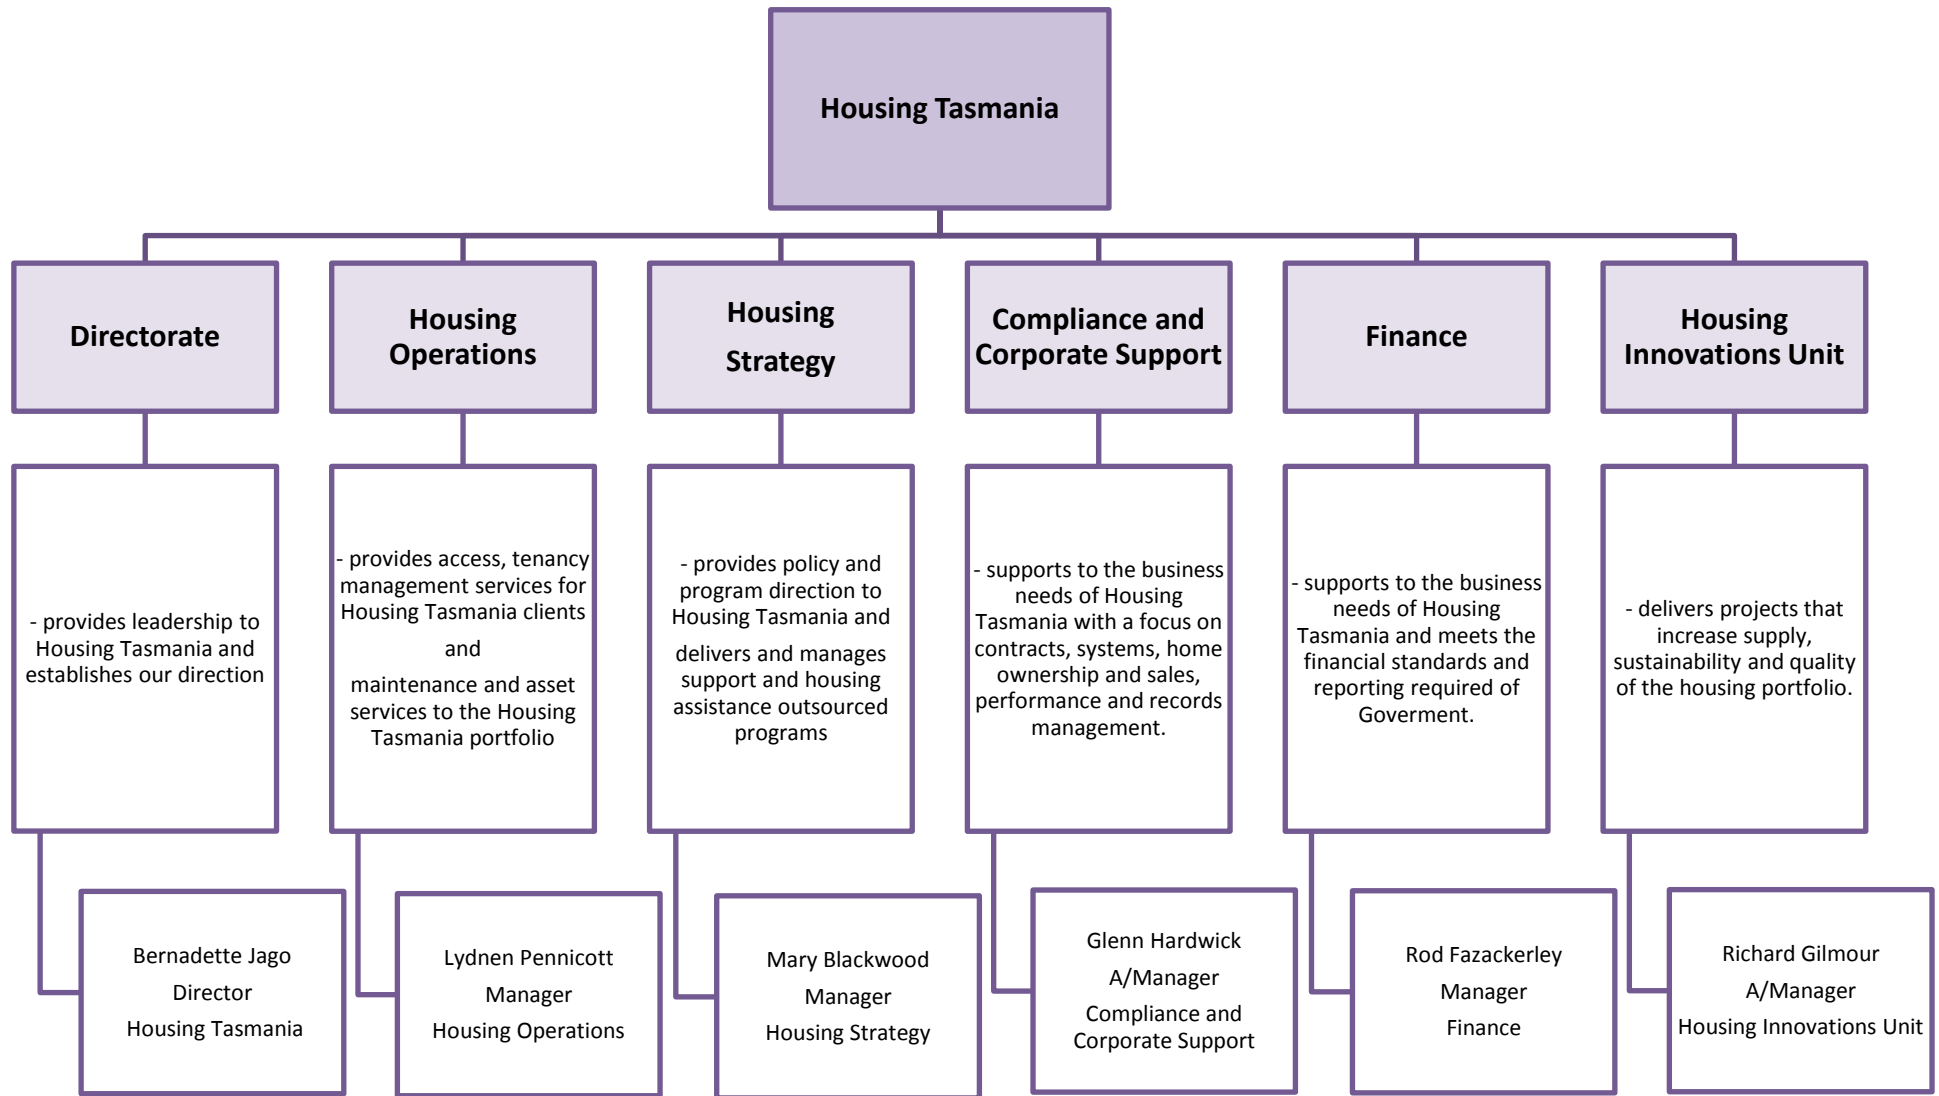 Housing Tasmania
Directorate
Housing
Operations
Housing
Strategy
Compliance and
Corporate Support
Finance
Housing
Innovations Unit
- provides leadership to
Housing Tasmania and
establishes our direction
- provides access, tenancy
management services for
Housing Tasmania clients
and
maintenance and asset
services to the Housing
Tasmania portfolio
- provides policy and
program direction to
Housing Tasmania and
delivers and manages
support and housing
assistance outsourced
programs
- supports to the business
needs of Housing
Tasmania with a focus on
contracts, systems, home
ownership and sales,
performance and records
management.
- supports to the business
needs of Housing
Tasmania and meets the
financial standards and
reporting required of
Goverment.
- delivers projects that
increase supply,
sustainability and quality
of the housing portfolio.
Bernadette Jago
Director
Housing Tasmania
Lydnen Pennicott
Manager
Housing Operations
Mary Blackwood
Manager
Housing Strategy
Glenn Hardwick
A/Manager
Compliance and
Corporate Support
Rod Fazackerley
Manager
Finance
Richard Gilmour
A/Manager
Housing Innovations Unit